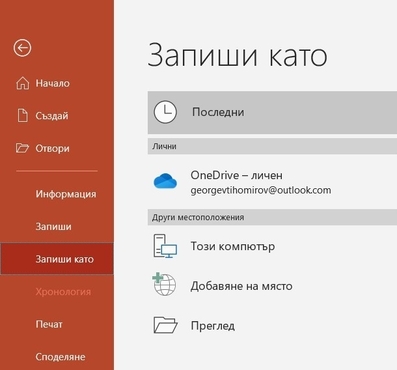 Запиши като
Начало
Създай
Отвори
Информация
Запиши
Запиши като
Хронология
Печат
Споделяне
Последни
Лични
OneDrive – личен
georgevtihomirov@outlook.com
Други местоположения
Този компютър
Добавяне на място
Преглед